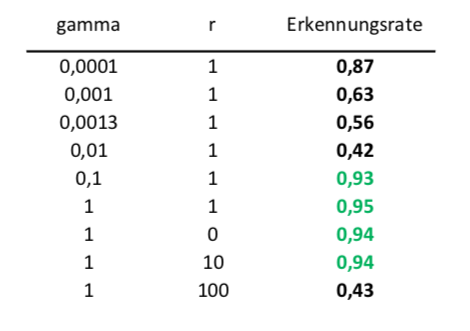 gamma r Erkennungsrate
0,0001 1 0,87
0,001 1 0,63
0,0013 1 0,56
0,01 1 0,42
0,1 1 0,93
1 1 0,95
1 0 0,94
1 10 0,94
1 100 0,43